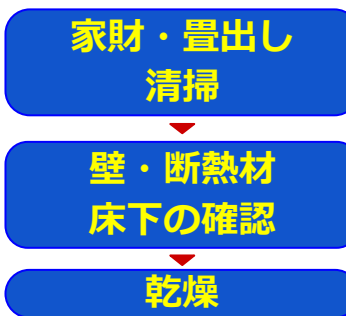 家財・畳出し
清掃
壁・断熱材
床下の確認
乾燥